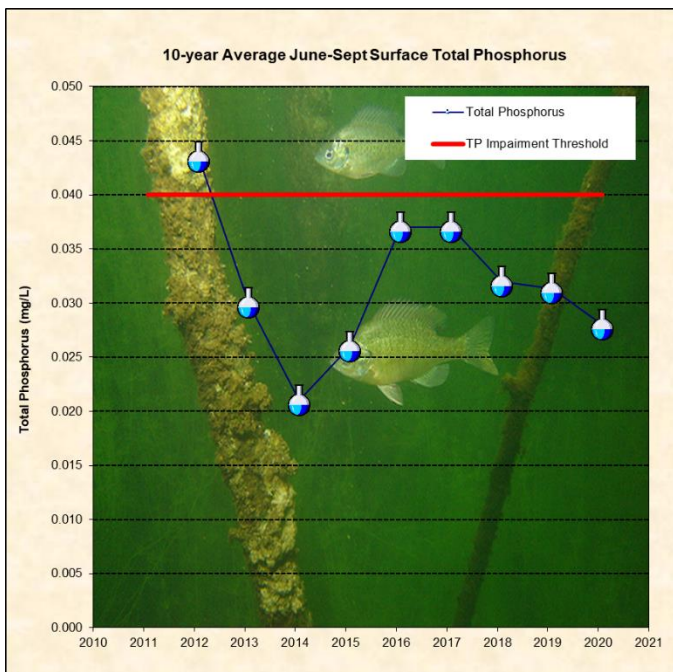 10-year Average June-Sept Surface Total Phosphorus
Total Phosphorus
TP Impairment Threshold
Total Phosphorus (mg/L)
0.050
0.045
0.040
0.035
0.030
0.025
0.020
0.015
0.010
0.005
0.000
2010 2011 2012 2013 2014 2015 2016 2017 2018 2019 2020 2021